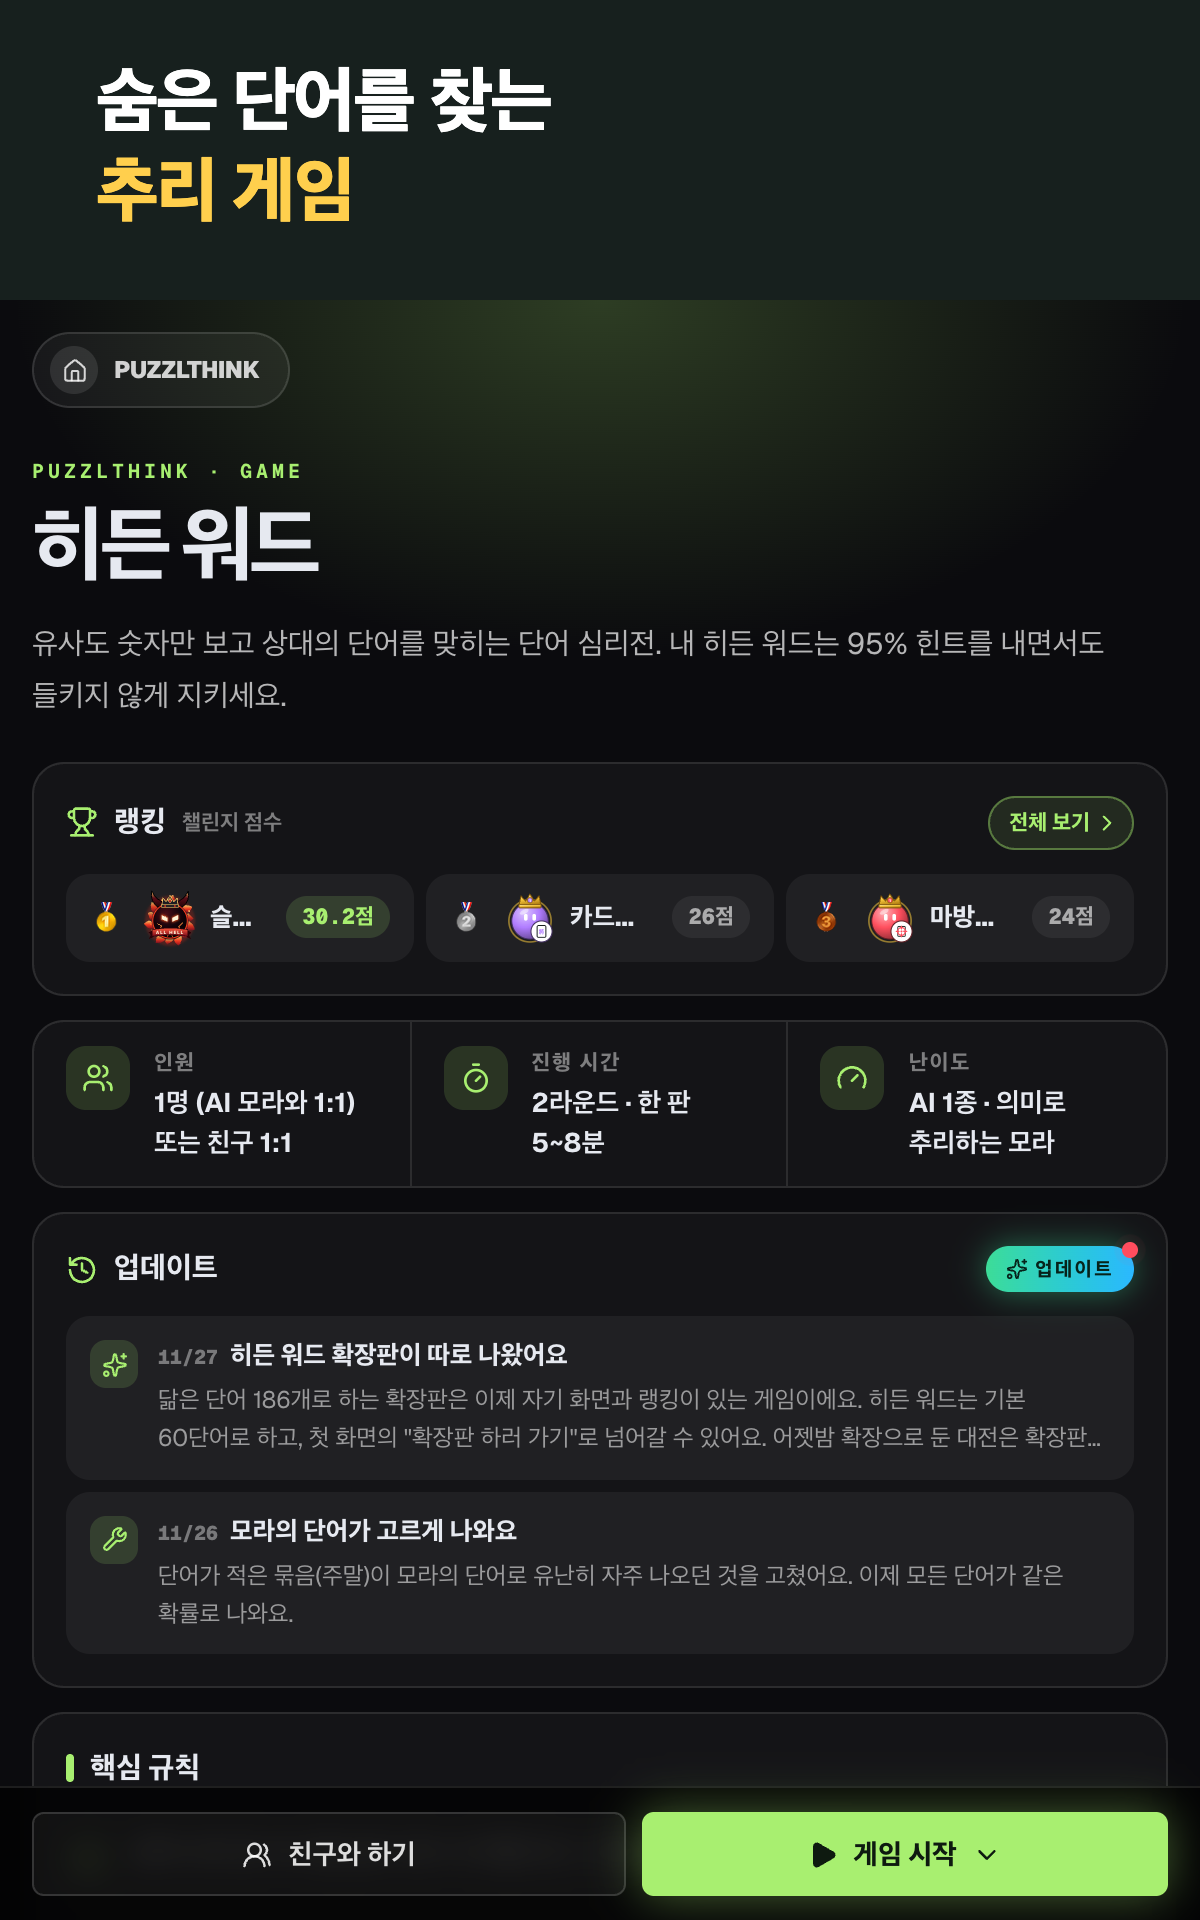 숨은 단어를 찾는
추리 게임
PUZZLTHINK
PUZZLTHINK · GAME
히든 워드
유사도 숫자만 보고 상대의 단어를 맞히는 단어 심리전. 내 히든 워드는 95% 힌트를 내면서도
들키지 않게 지키세요.
랭킹 챌린지 점수
전체 보기
1 ALL HELL 슬... 30.2점
2 카드... 26점
3 마방... 24점
인원
1명 (AI 모라와 1:1)
또는 친구 1:1
진행 시간
2라운드 · 한 판
5~8분
난이도
AI 1종 · 의미로
추리하는 모라
업데이트
업데이트
11/27 히든 워드 확장판이 따로 나왔어요
닮은 단어 186개로 하는 확장판은 이제 자기 화면과 랭킹이 있는 게임이에요. 히든 워드는 기본
60단어로 하고, 첫 화면의 "확장판 하러 가기"로 넘어갈 수 있어요. 어젯밤 확장으로 둔 대전은 확장판...
11/26 모라의 단어가 고르게 나와요
단어가 적은 묶음(주말)이 모라의 단어로 유난히 자주 나오던 것을 고쳤어요. 이제 모든 단어가 같은
확률로 나와요.
핵심 규칙
친구와 하기
게임 시작